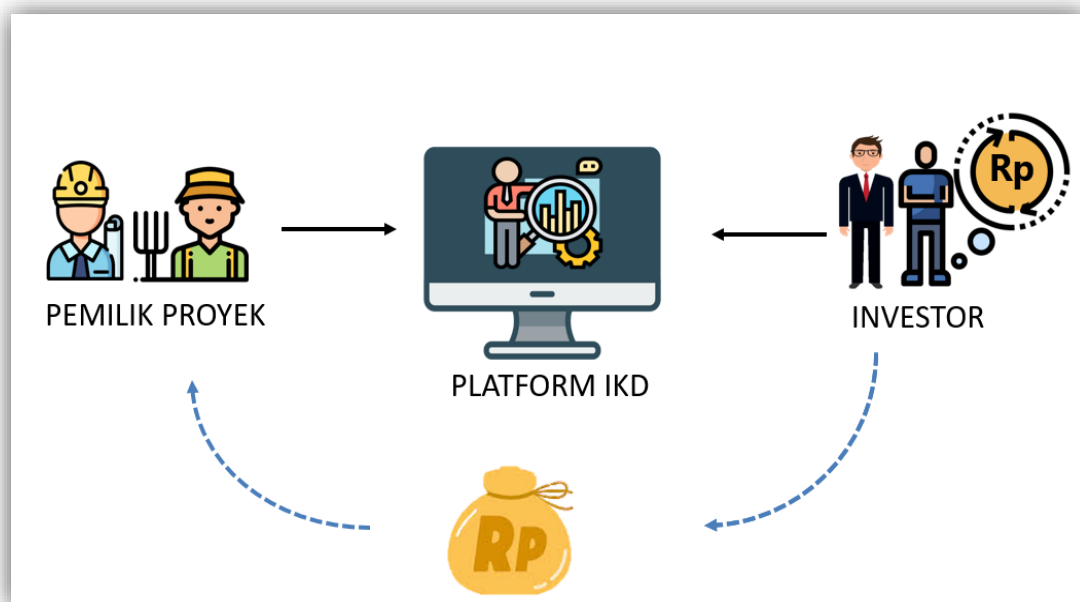 Rp
PEMILIK PROYEK
INVESTOR
PLATFORM IKD
RP